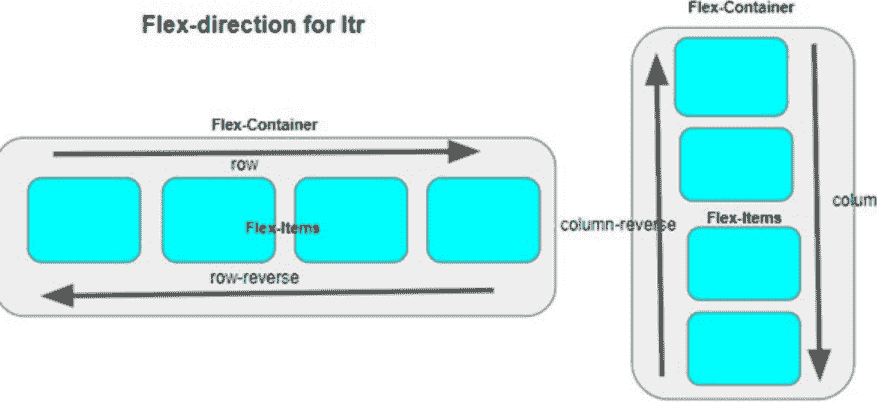 Flex-direction for ltr
Flex-Container
row
Flex-Items
row-reverse
Flex-Container
column-reverse
Flex-Items
colum